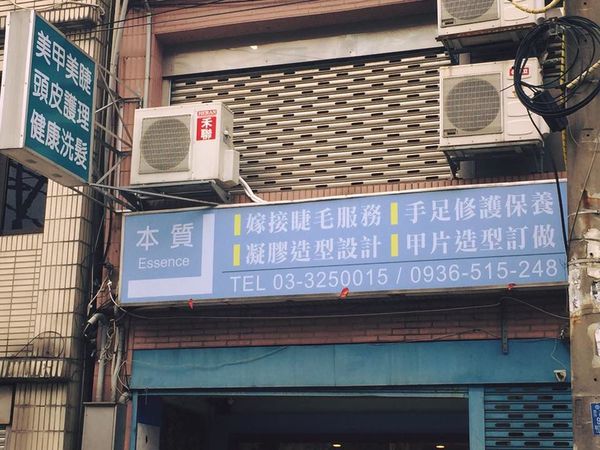 美甲美睫
頭皮護理
健康洗髮
HERAN
禾聯
本質
Essence
嫁接睫毛服務
手足修護保養
凝膠造型設計
甲片造型訂做
TEL 03-3250015 / 0936-515-248